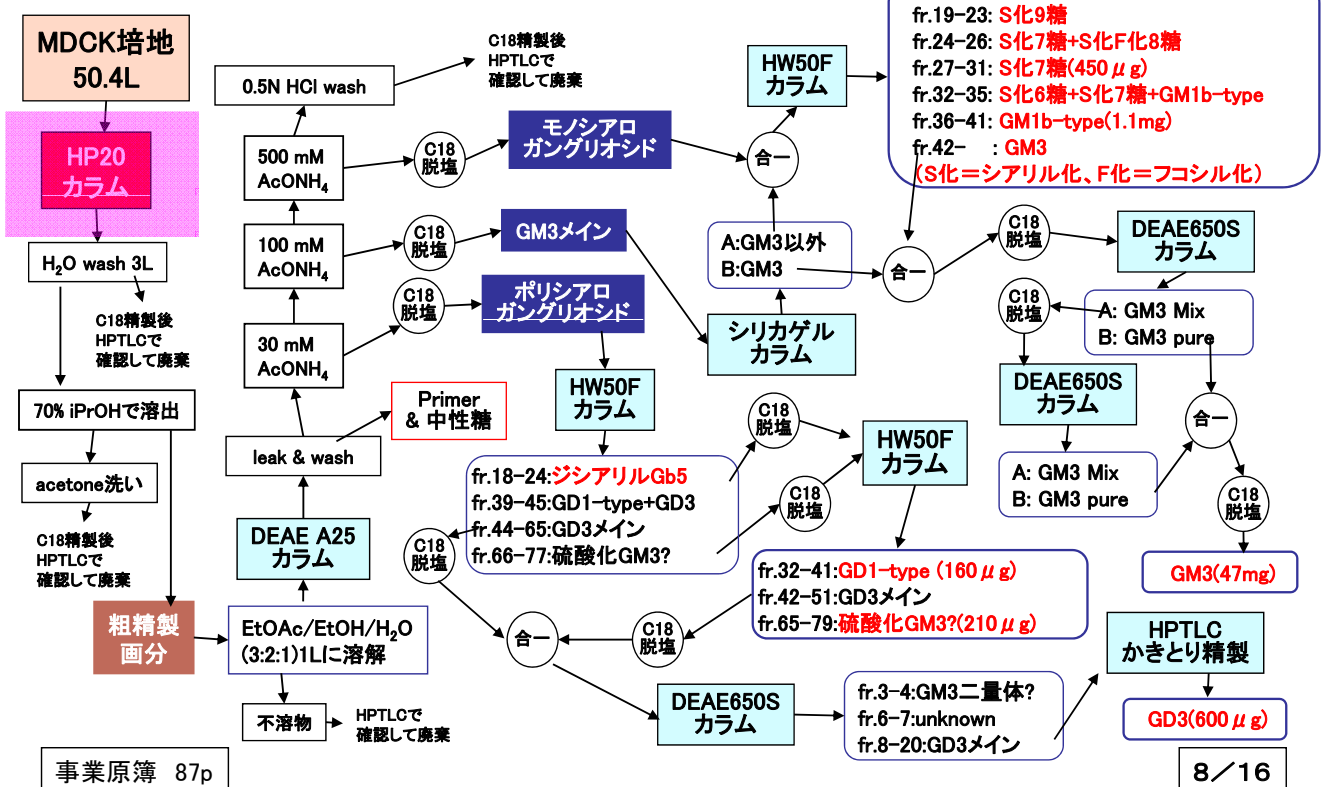 MDCK培地
50.4L
HP20
カラム
H₂O wash 3L
C18精製後
HPTLCで
確認して廃棄
70% iPrOHで溶出
acetone洗い
C18精製後
HPTLCで
確認して廃棄
粗精製
画分
EtOAc/EtOH/H₂O
(3:2:1)1Lに溶解
不溶物
HPTLCで
確認して廃棄
DEAE A25
カラム
leak & wash
Primer
& 中性糖
30 mM
AcONH₄
100 mM
AcONH₄
500 mM
AcONH₄
0.5N HCl wash
C18精製後
HPTLCで
確認して廃棄
C18
脱塩
モノシアロ
ガングリオシド
C18
脱塩
GM3メイン
C18
脱塩
ポリシアロ
ガングリオシド
HW50F
カラム
合一
A:GM3以外
B:GM3
シリカゲル
カラム
fr.19-23: S化9糖
fr.24-26: S化7糖+S化F化8糖
fr.27-31: S化7糖(450μg)
fr.32-35: S化6糖+S化7糖+GM1b-type
fr.36-41: GM1b-type(1.1mg)
fr.42- : GM3
(S化=シアリル化、F化=フコシル化)
合一
C18
脱塩
DEAE650S
カラム
A: GM3 Mix
B: GM3 pure
C18
脱塩
DEAE650S
カラム
A: GM3 Mix
B: GM3 pure
合一
C18
脱塩
GM3(47mg)
HW50F
カラム
fr.18-24:ジシアリルGb5
fr.39-45:GD1-type+GD3
fr.44-65:GD3メイン
fr.66-77:硫酸化GM3?
C18
脱塩
C18
脱塩
HW50F
カラム
fr.32-41:GD1-type (160μg)
fr.42-51:GD3メイン
fr.65-79:硫酸化GM3?(210μg)
C18
脱塩
C18
脱塩
合一
DEAE650S
カラム
fr.3-4:GM3二量体?
fr.6-7:unknown
fr.8-20:GD3メイン
HPTLC
かきとり精製
GD3(600μg)
事業原簿 87p
8/16